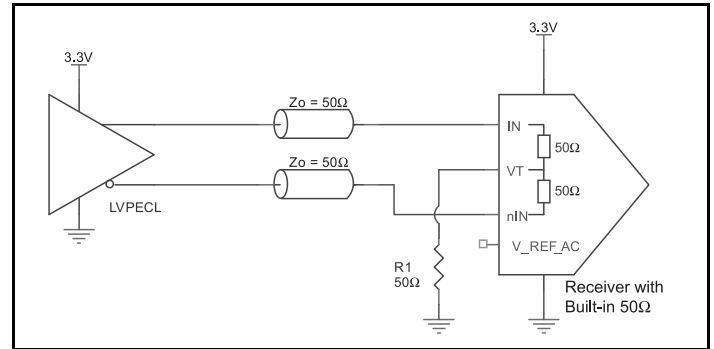 3.3V
3.3V
Zo = 50Ω
IN
50Ω
Zo = 50Ω
VT
50Ω
LVPECL
nIN
V_REF_AC
R1
50Ω
Receiver with
Built-in 50Ω